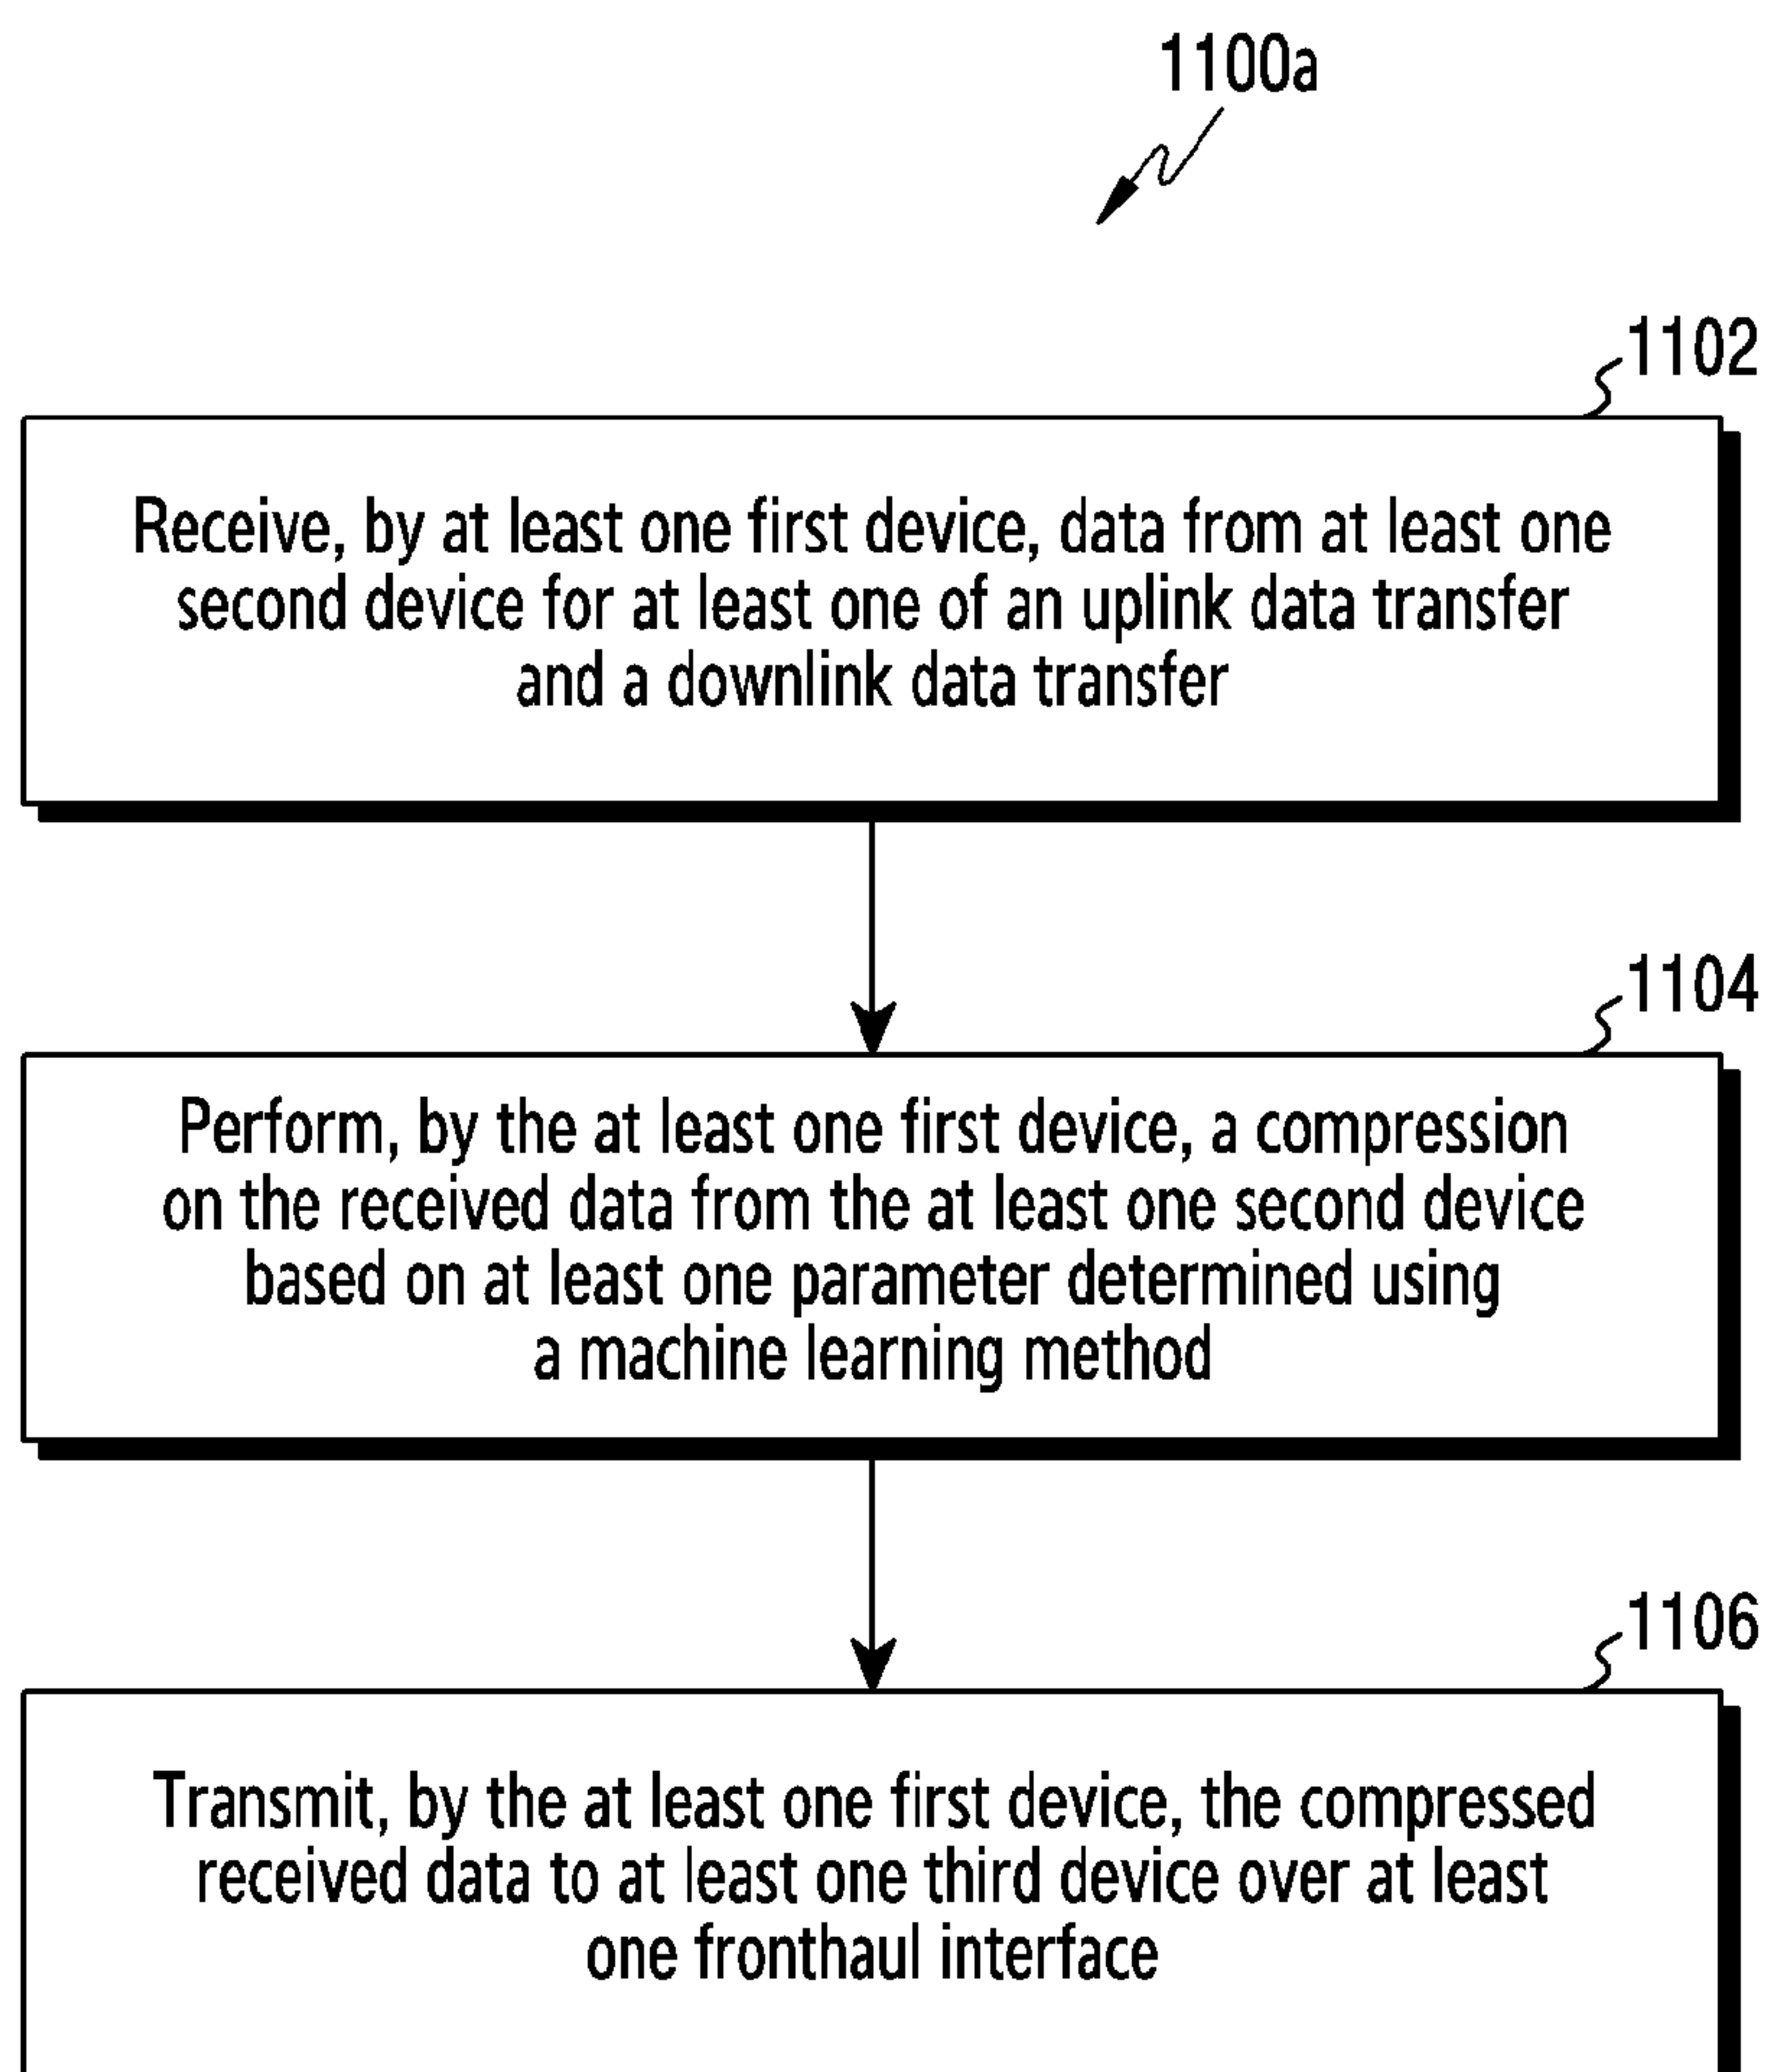 1100a
1102
Receive, by at least one first device, data from at least one
second device for at least one of an uplink data transfer
and a downlink data transfer
1104
Perform, by the at least one first device, a compression
on the received data from the at least one second device
based on at least one parameter determined using
a machine learning method
1106
Transmit, by the at least one first device, the compressed
received data to at least one third device over at least
one fronthaul interface